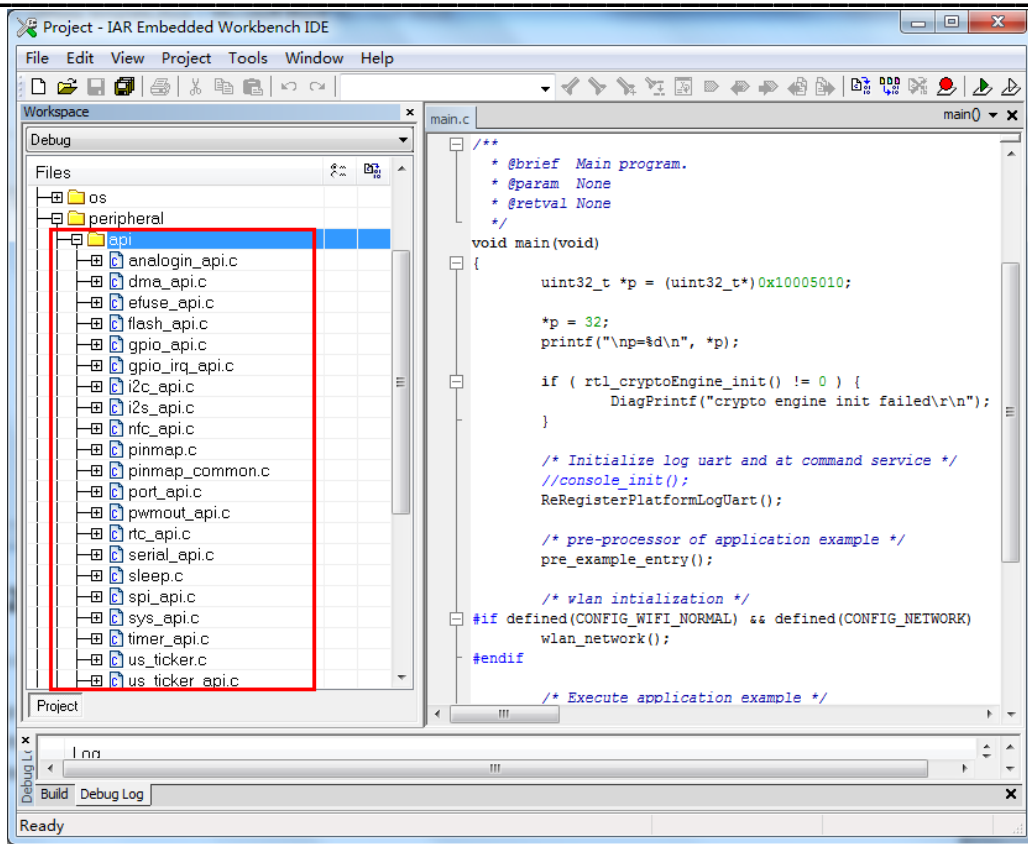 Project - IAR Embedded Workbench IDE
File Edit View Project Tools Window Help
Workspace
Debug
Files
os
peripheral
api
analogin_api.c
dma_api.c
efuse_api.c
flash_api.c
gpio_api.c
gpio_irq_api.c
i2c_api.c
i2s_api.c
nfc_api.c
pinmap.c
pinmap_common.c
port_api.c
pwmout_api.c
rtc_api.c
serial_api.c
sleep.c
spi_api.c
sys_api.c
timer_api.c
us_ticker.c
us_ticker_api.c
Project
main.c main()
/**
* @brief Main program.
* @param None
* @retval None
*/
void main(void)
{
uint32_t *p = (uint32_t*)0x10005010;
*p = 32;
printf("\np=%d\n", *p);
if ( rtl_cryptoEngine_init() != 0 ) {
DiagPrintf("crypto engine init failed\r\n");
}
/* Initialize log uart and at command service */
//console_init();
ReRegisterPlatformLogUart();
/* pre-processor of application example */
pre_example_entry();
/* wlan intialization */
#if defined(CONFIG_WIFI_NORMAL) && defined(CONFIG_NETWORK)
wlan_network();
#endif
/* Execute application example */
Log
Build Debug Log
Ready